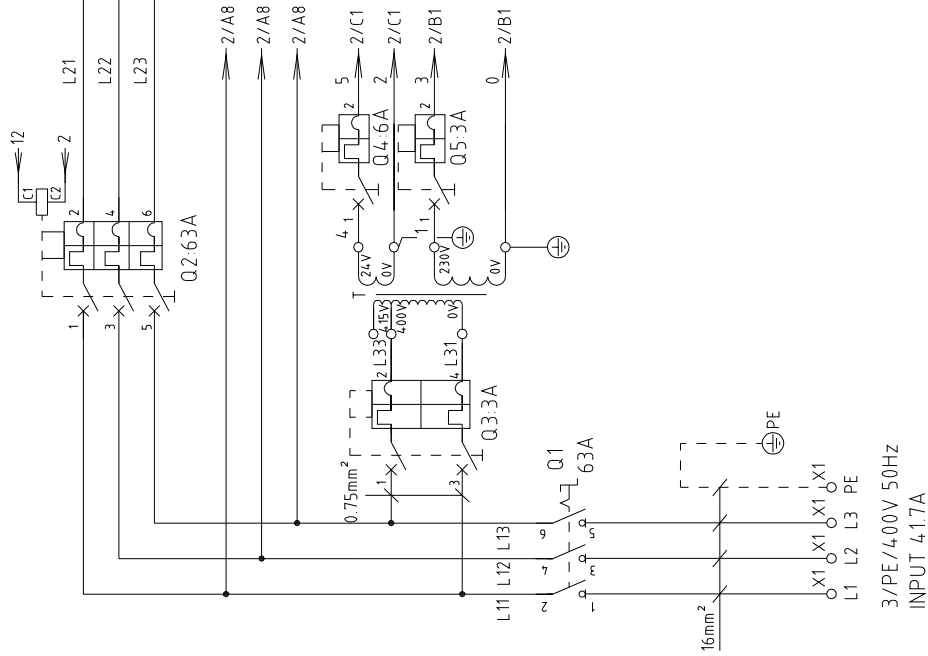 2/A8
2/A8
2/A8
2/C1
2/C1
2/B1
2/B1
L21
L22
L23
5
2
3
0
12
2
C1
C2
2
4
6
Q2:63A
1
3
5
2
Q4:6A
2
Q5:3A
4
1
1
1
24V
0V
230V
0V
415V
400V
0V
L33
L31
2
4
Q3:3A
1
3
0.75mm²
Q1
63A
L13
L12
L11
6
4
2
5
3
1
PE
16mm²
X1
X1
X1
X1
L1
L2
L3
PE
3/PE/400V 50Hz
INPUT 41.7A